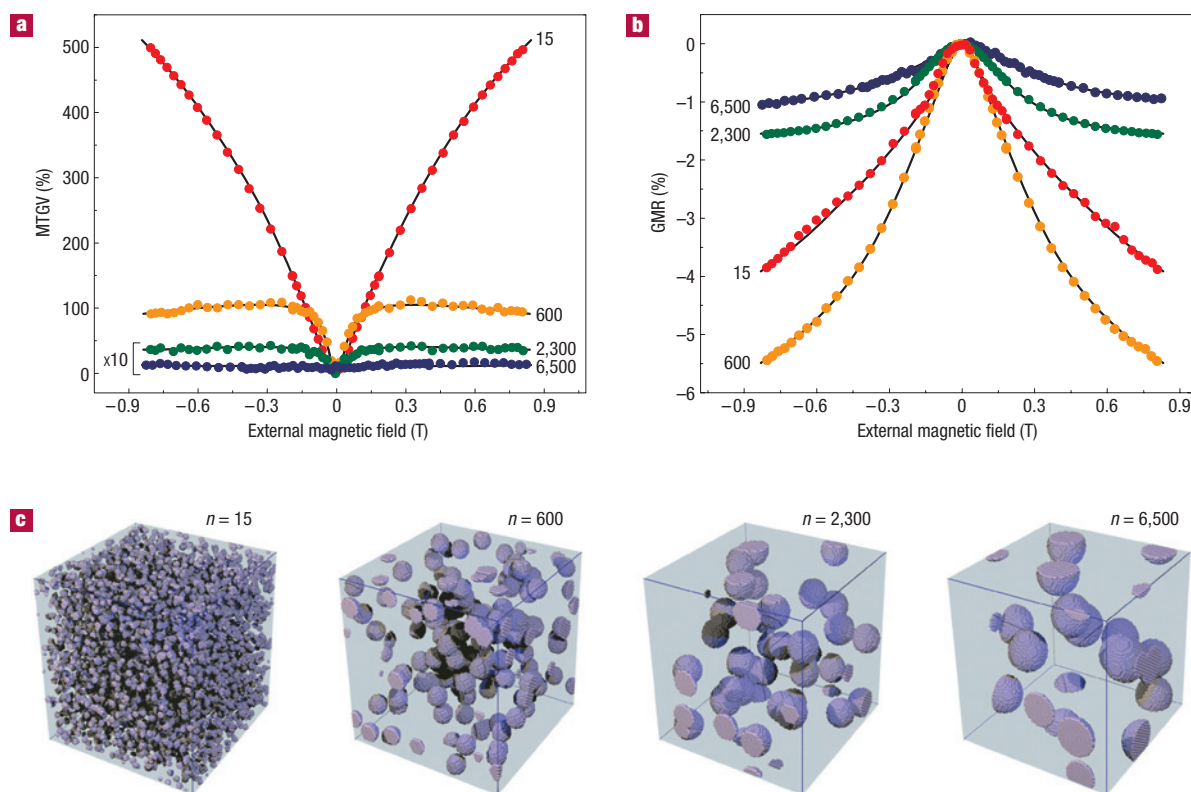 a
500
400
300
200
100
0
MTGV (%)
15
600
2,300
6,500
x10
−0.9 −0.6 −0.3 0 0.3 0.6 0.9
External magnetic field (T)
b
0
−1
−2
−3
−4
−5
−6
GMR (%)
6,500
2,300
15
600
−0.9 −0.6 −0.3 0 0.3 0.6 0.9
External magnetic field (T)
c
n = 15
n = 600
n = 2,300
n = 6,500